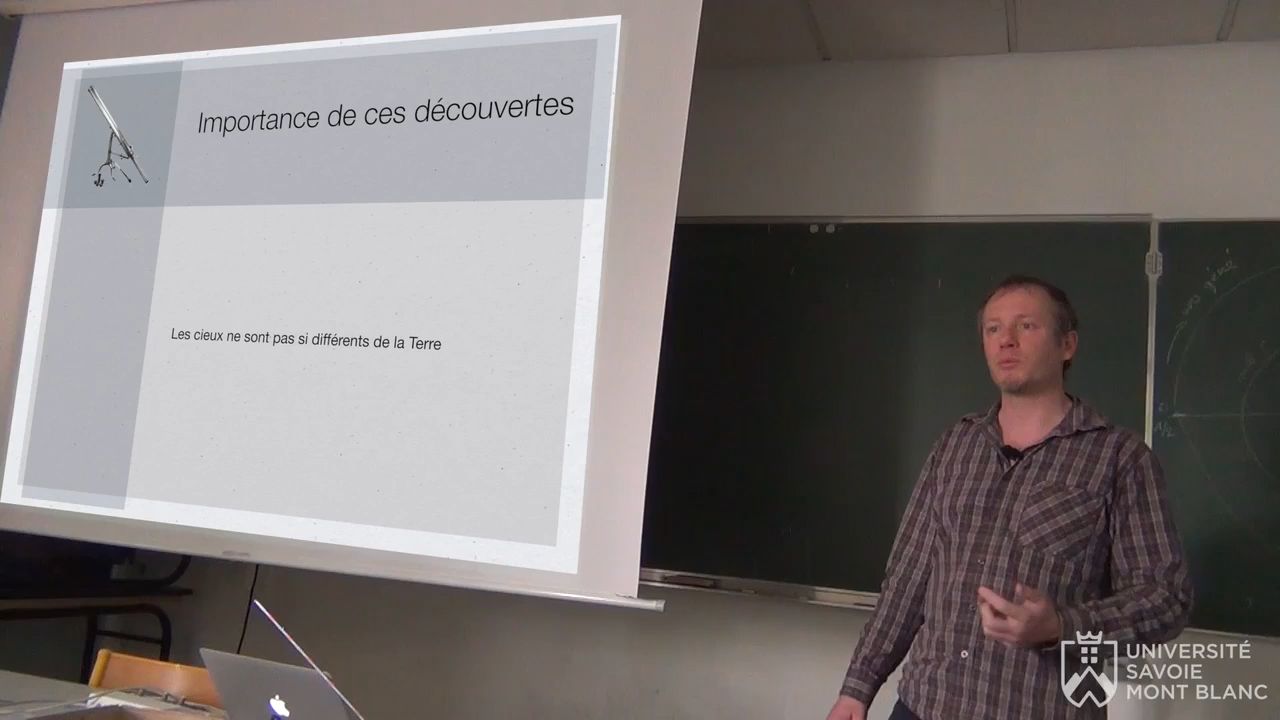 Importance de ces découvertes
Les cieux ne sont pas si différents de la Terre
UNIVERSITÉ
SAVOIE
MONT BLANC